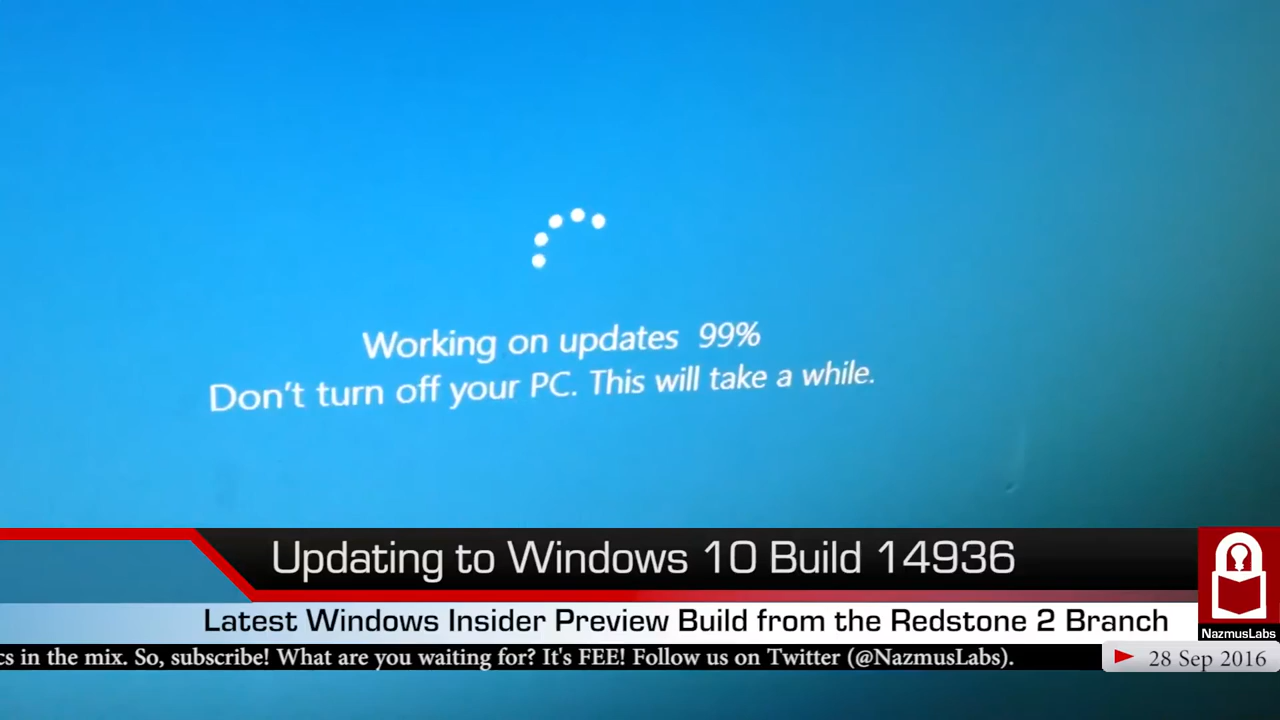 Working on updates 99%
Don't turn off your PC. This will take a while.
Updating to Windows 10 Build 14936
Latest Windows Insider Preview Build from the Redstone 2 Branch
NazmusLabs
cs in the mix. So, subscribe! What are you waiting for? It's FEE! Follow us on Twitter (@NazmusLabs).
28 Sep 2016